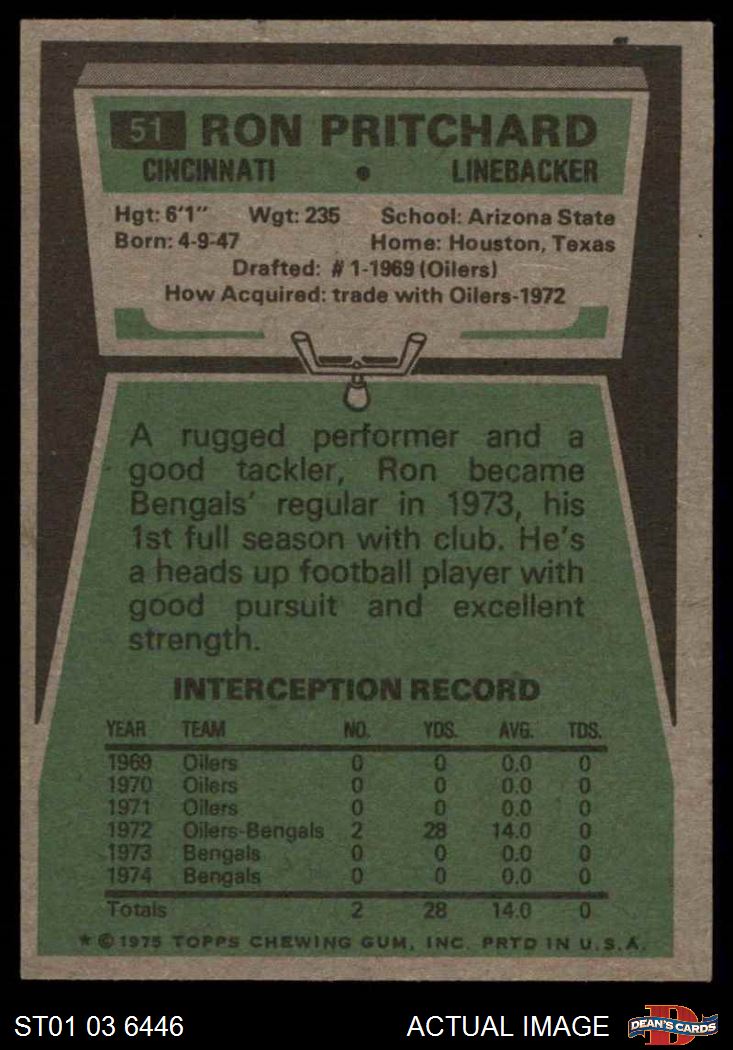 51 RON PRITCHARD
CINCINNATI • LINEBACKER
Hgt: 6'1" Wgt: 235 School: Arizona State
Born: 4-9-47 Home: Houston, Texas
Drafted: # 1-1969 (Oilers)
How Acquired: trade with Oilers-1972
A rugged performer and a
good tackler, Ron became
Bengals' regular in 1973, his
1st full season with club. He's
a heads up football player with
good pursuit and excellent
strength.
INTERCEPTION RECORD
YEAR TEAM NO. YDS. AVG. TDS.
1969 Oilers 0 0 0.0 0
1970 Oilers 0 0 0.0 0
1971 Oilers 0 0 0.0 0
1972 Oilers-Bengals 2 28 14.0 0
1973 Bengals 0 0 0.0 0
1974 Bengals 0 0 0.0 0
Totals 2 28 14.0 0
* © 1975 TOPPS CHEWING GUM, INC. PRTD IN U.S.A.
ST01 03 6446 ACTUAL IMAGE D DEAN'S CARDS